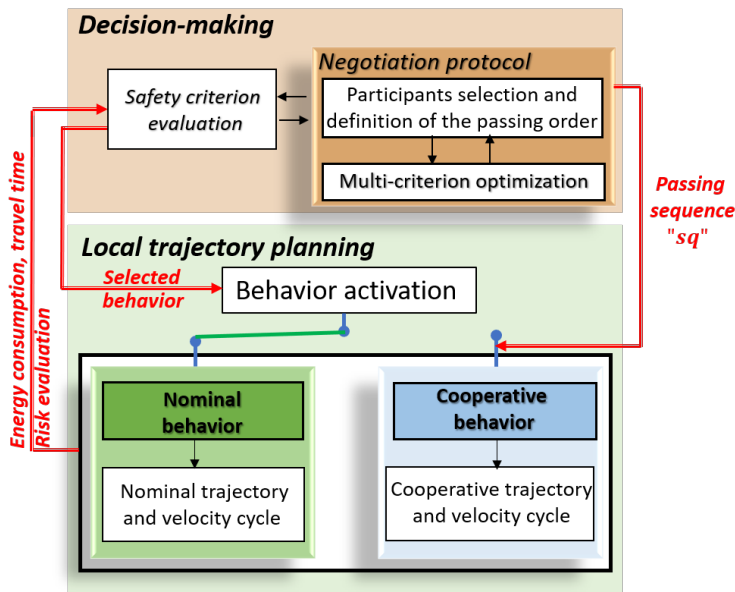 Decision-making
Safety criterion
evaluation
Negotiation protocol
Participants selection and
definition of the passing order
Multi-criterion optimization
Passing
sequence
"sq"
Energy consumption, travel time
Risk evaluation
Local trajectory planning
Selected
behavior
Behavior activation
Nominal
behavior
Nominal trajectory
and velocity cycle
Cooperative
behavior
Cooperative trajectory
and velocity cycle